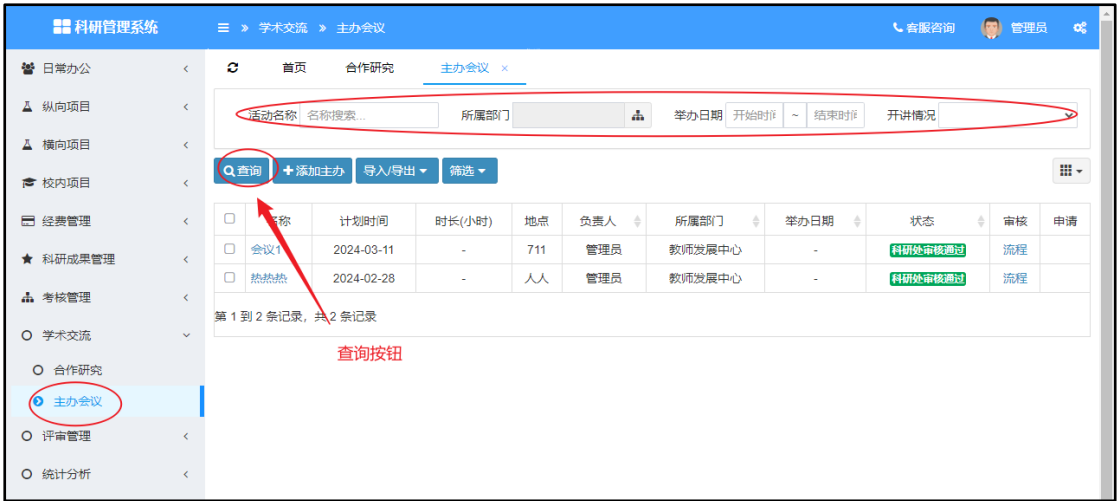 科研管理系统
» 学术交流 » 主办会议
客服咨询 管理员
日常办公
纵向项目
横向项目
校内项目
经费管理
科研成果管理
考核管理
学术交流
合作研究
主办会议
评审管理
统计分析
首页 合作研究 主办会议 ×
活动名称 名称搜索... 所属部门 举办日期 开始时间 ~ 结束时间 开讲情况
查询 +添加主办 导入/导出 筛选
名称 计划时间 时长(小时) 地点 负责人 所属部门 举办日期 状态 审核 申请
会议1 2024-03-11 - 711 管理员 教师发展中心 - 科研处审核通过 流程
热热热 2024-02-28 - 人人 管理员 教师发展中心 - 科研处审核通过 流程
第 1 到 2 条记录，共 2 条记录
查询按钮